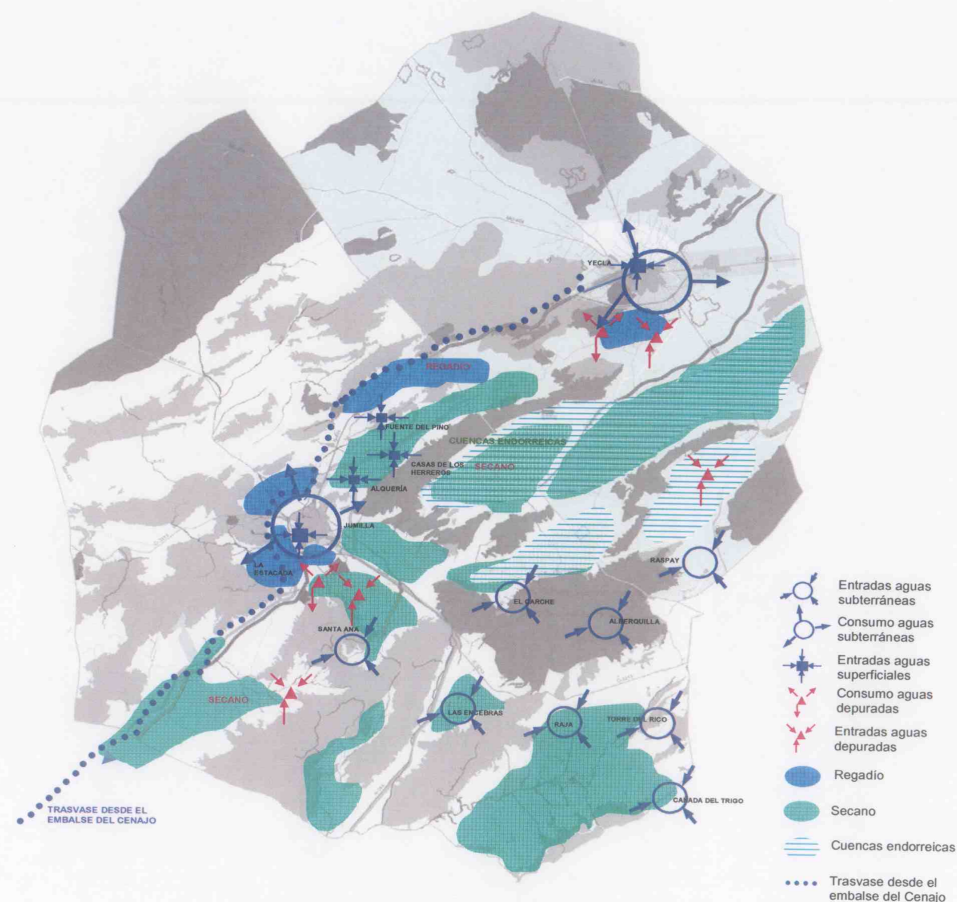 YECLA
REGADÍO
FUENTE DEL PINO
CUENCAS ENDORREICAS
CASAS DE LOS
HERREROS
SECANO
ALQUERÍA
JUMILLA
LA
ESTACADA
RASPAY
EL CARCHE
ALBERQUILLA
SANTA ANA
SECANO
LAS ENCEBRAS
RAJA
TORRE DEL RICO
CAÑADA DEL TRIGO
TRASVASE DESDE EL
EMBALSE DEL CENAJO
Entradas aguas
subterráneas
Consumo aguas
subterráneas
Entradas aguas
superficiales
Consumo aguas
depuradas
Entradas aguas
depuradas
Regadío
Secano
Cuencas endorreicas
Trasvase desde el
embalse del Cenajo